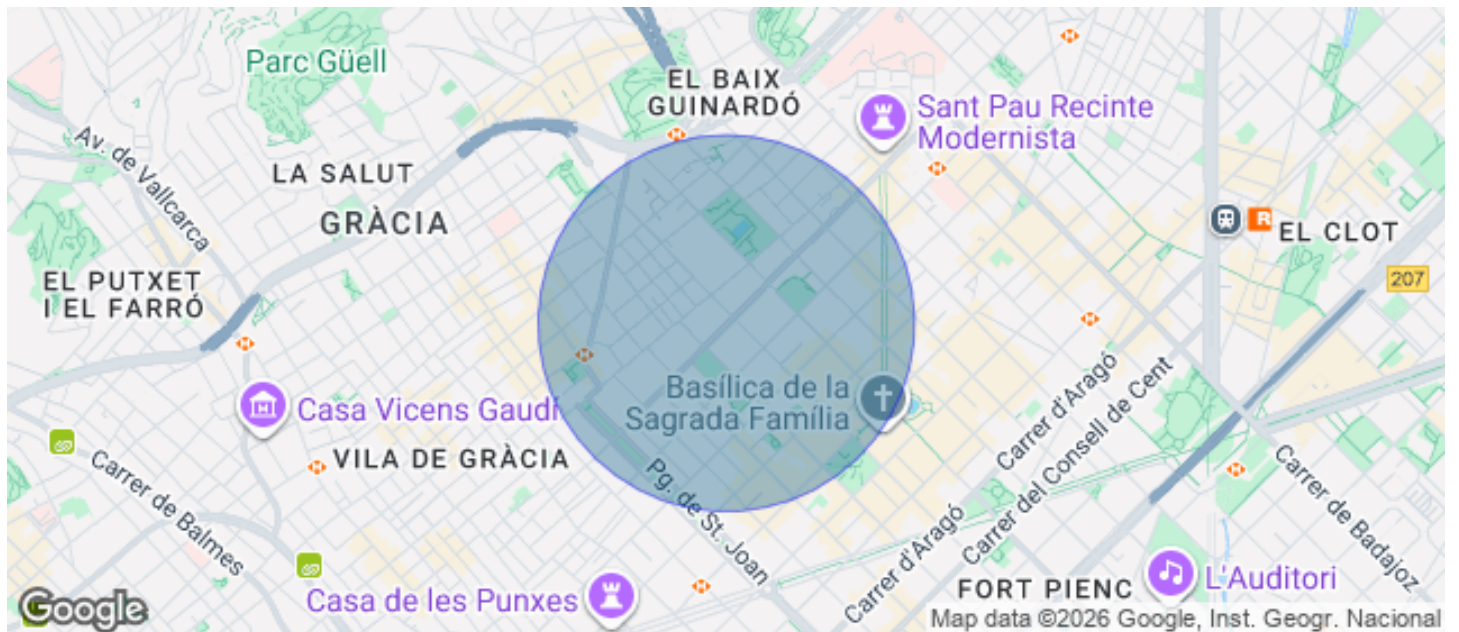 Parc Güell
EL BAIX
GUINARDÓ
Sant Pau Recinte
Modernista
Av. de Vallcarca
LA SALUT
GRÀCIA
R
EL CLOT
EL PUTXET
I EL FARRÓ
207
Casa Vicens Gaudí
Basílica de la
Sagrada Família
Carrer d'Aragó
Carrer del Consell de Cent
VILA DE GRÀCIA
Carrer de Balmes
Pg. de St. Joan
Carrer d'Aragó
Carrer de Badajoz
Casa de les Punxes
FORT PIENC
L'Auditori
Google
Map data ©2026 Google, Inst. Geogr. Nacional